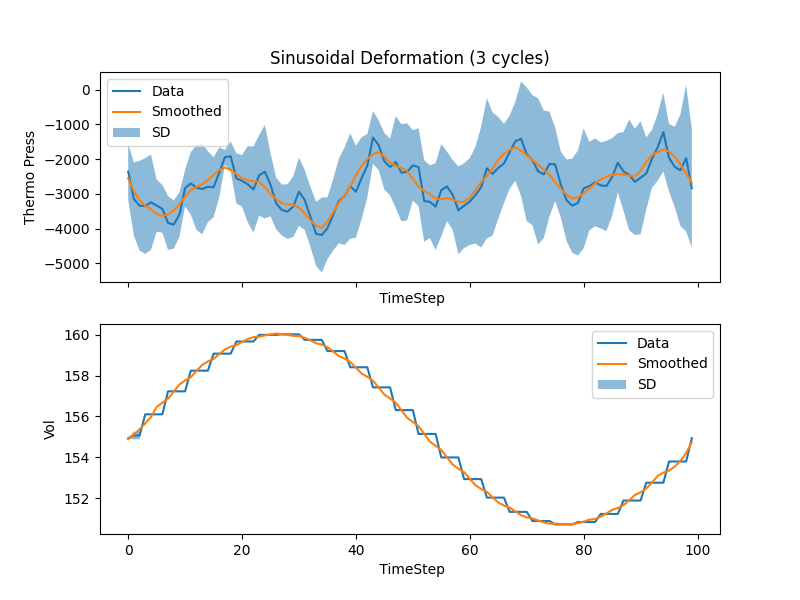 Sinusoidal Deformation (3 cycles)
Data
Smoothed
SD
Thermo Press
0
−1000
−2000
−3000
−4000
−5000
TimeStep
Data
Smoothed
SD
Vol
160
158
156
154
152
0 20 40 60 80 100
TimeStep